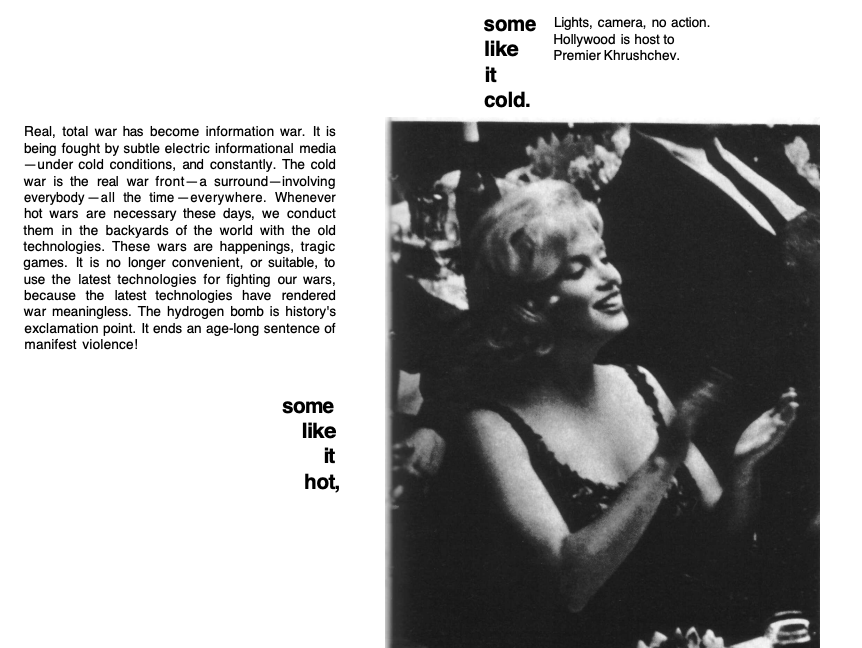 Real, total war has become information war. It is
being fought by subtle electric informational media
—under cold conditions, and constantly. The cold
war is the real war front—a surround—involving
everybody—all the time—everywhere. Whenever
hot wars are necessary these days, we conduct
them in the backyards of the world with the old
technologies. These wars are happenings, tragic
games. It is no longer convenient, or suitable, to
use the latest technologies for fighting our wars,
because the latest technologies have rendered
war meaningless. The hydrogen bomb is history's
exclamation point. It ends an age-long sentence of
manifest violence!
some
like
it
hot,
some
like
it
cold.
Lights, camera, no action.
Hollywood is host to
Premier Khrushchev.